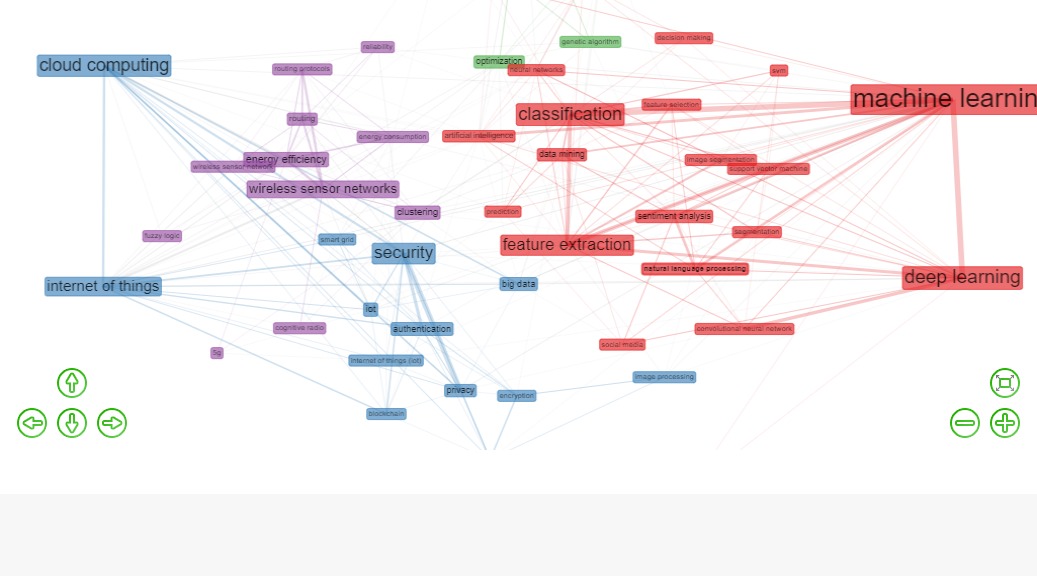 genetic algorithm
decision making
reliability
cloud computing
optimization
routing protocols
neural networks
svm
machine learnin
feature selection
classification
routing
artificial intelligence
energy consumption
data mining
energy efficiency
image segmentation
wireless sensor network
support vector machine
wireless sensor networks
clustering
prediction
sentiment analysis
fuzzy logic
smart grid
segmentation
feature extraction
security
natural language processing
deep learning
internet of things
big data
iot
cognitive radio
authentication
convolutional neural network
social media
5g
internet of things (iot)
image processing
privacy
encryption
blockchain